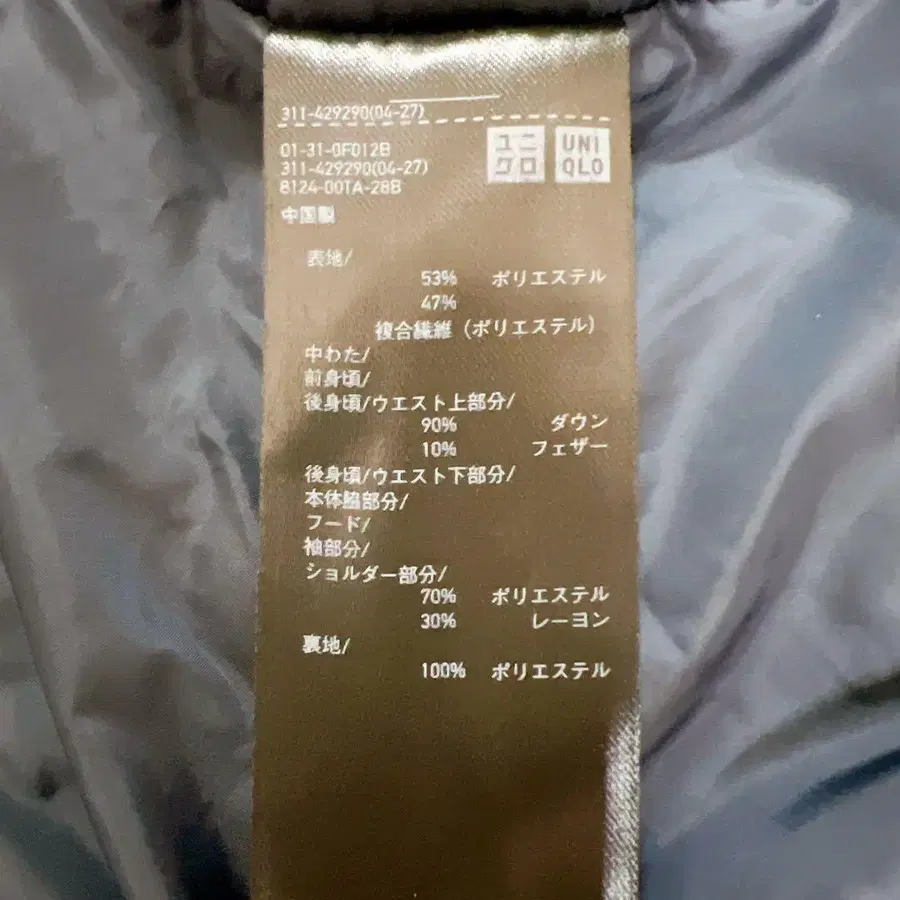 311-429290(04-27)
ユニクロ
UNIQLO
01-31-0F012B
311-429290(04-27)
8124-00TA-28B
中国製
表地/
53% ポリエステル
47%
複合繊維 (ポリエステル)
中わた/
前身頃/
後身頃/ウエスト上部分/
90% ダウン
10% フェザー
後身頃/ウエスト下部分/
本体脇部分/
フード/
袖部分/
ショルダー部分/
70% ポリエステル
30% レーヨン
裏地/
100% ポリエステル